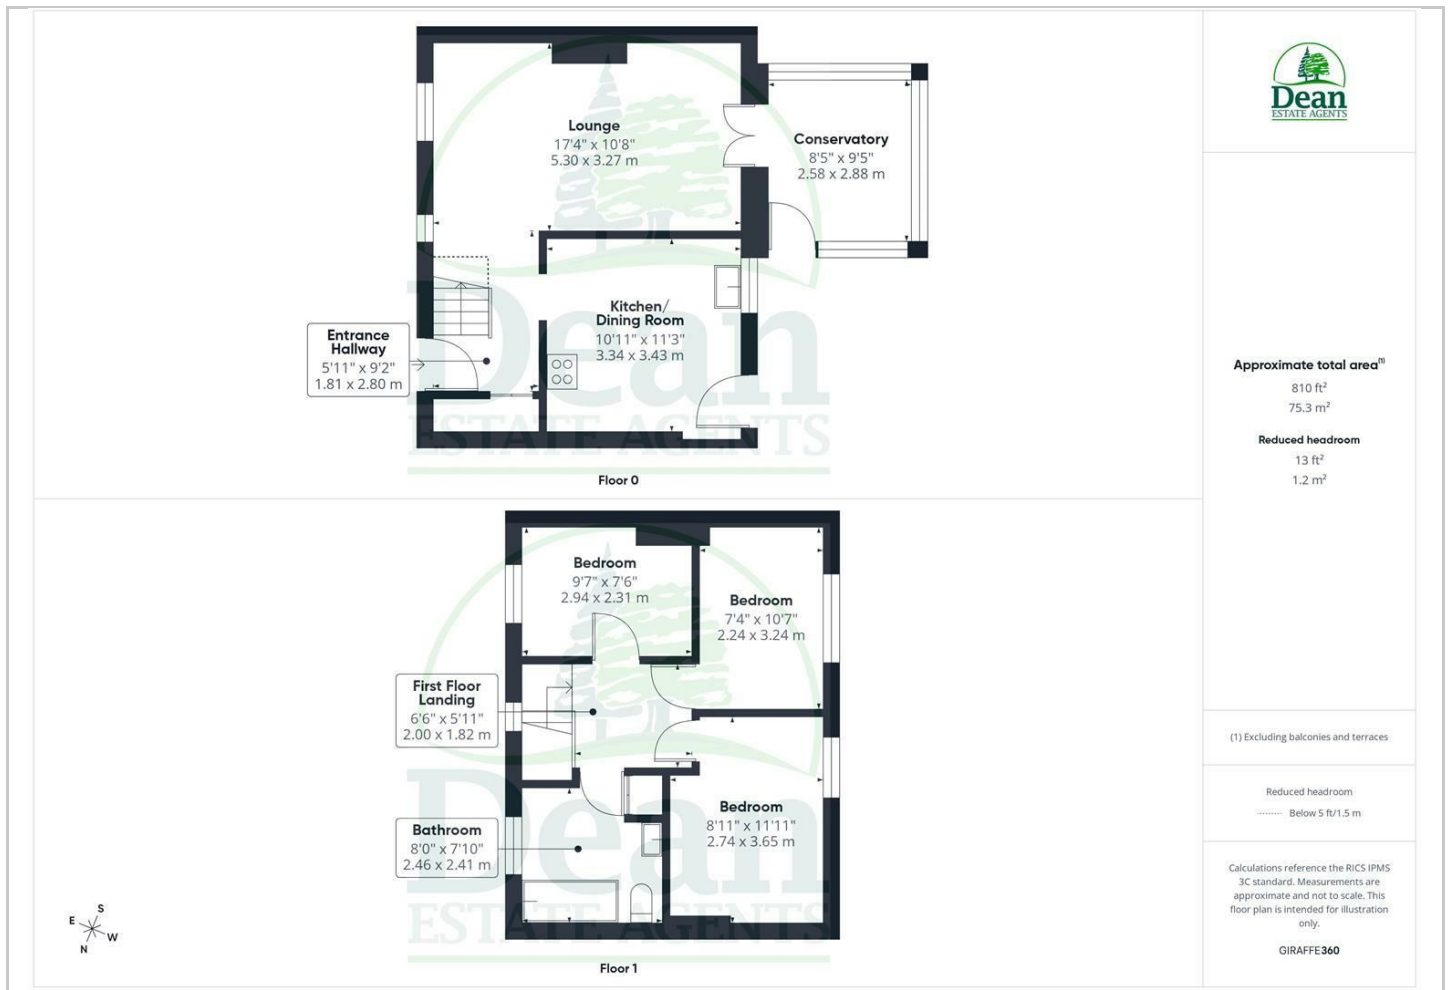 Lounge
17'4" x 10'8"
5.30 x 3.27 m
Conservatory
8'5" x 9'5"
2.58 x 2.88 m
Kitchen/
Dining Room
10'11" x 11'3"
3.34 x 3.43 m
Entrance
Hallway
5'11" x 9'2"
1.81 x 2.80 m
Dean
ESTATE AGENTS
Floor 0
Bedroom
9'7" x 7'6"
2.94 x 2.31 m
Bedroom
7'4" x 10'7"
2.24 x 3.24 m
First Floor
Landing
6'6" x 5'11"
2.00 x 1.82 m
Bedroom
8'11" x 11'11"
2.74 x 3.65 m
Bathroom
8'0" x 7'10"
2.46 x 2.41 m
Dean
ESTATE AGENTS
Floor 1
S
E
W
N
Dean
ESTATE AGENTS
Approximate total area(1)
810 ft²
75.3 m²
Reduced headroom
13 ft²
1.2 m²
(1) Excluding balconies and terraces
Reduced headroom
Below 5 ft/1.5 m
Calculations reference the RICS IPMS
3C standard. Measurements are
approximate and not to scale. This
floor plan is intended for illustration
only.
GIRAFFE360